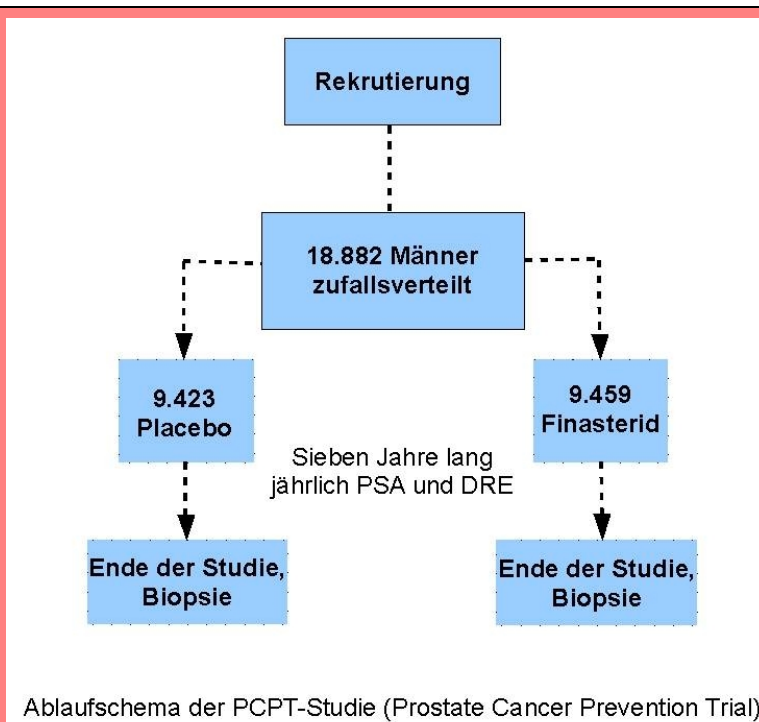 Rekrutierung
18.882 Männer
zufallsverteilt
9.423
Placebo
9.459
Finasterid
Sieben Jahre lang
jährlich PSA und DRE
Ende der Studie,
Biopsie
Ende der Studie,
Biopsie
Ablaufschema der PCPT-Studie (Prostate Cancer Prevention Trial)